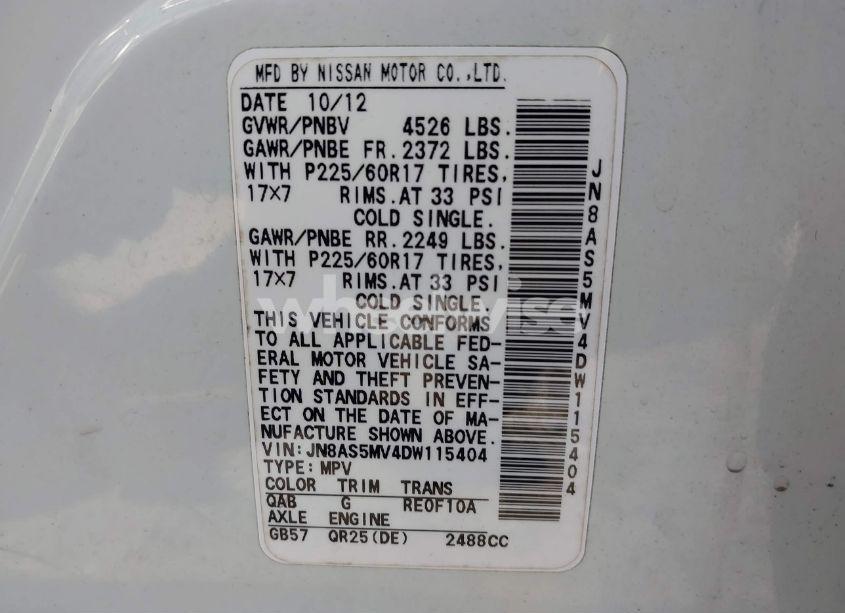 MFD BY NISSAN MOTOR CO.,LTD.
DATE 10/12
GVWR/PNBV 4526 LBS.
GAWR/PNBE FR. 2372 LBS.
WITH P225/60R17 TIRES,
17×7 RIMS.AT 33 PSI
COLD SINGLE.
GAWR/PNBE RR. 2249 LBS.
WITH P225/60R17 TIRES,
17×7 RIMS.AT 33 PSI
COLD SINGLE.
THIS VEHICLE CONFORMS
TO ALL APPLICABLE FED-
ERAL MOTOR VEHICLE SA-
FETY AND THEFT PREVEN-
TION STANDARDS IN EFF-
ECT ON THE DATE OF MA-
NUFACTURE SHOWN ABOVE.
VIN:JN8AS5MV4DW115404
TYPE:MPV
COLOR TRIM TRANS
QAB G RE0F10A
AXLE ENGINE
GB57 QR25(DE) 2488CC
JN8AS5MV4DW115404